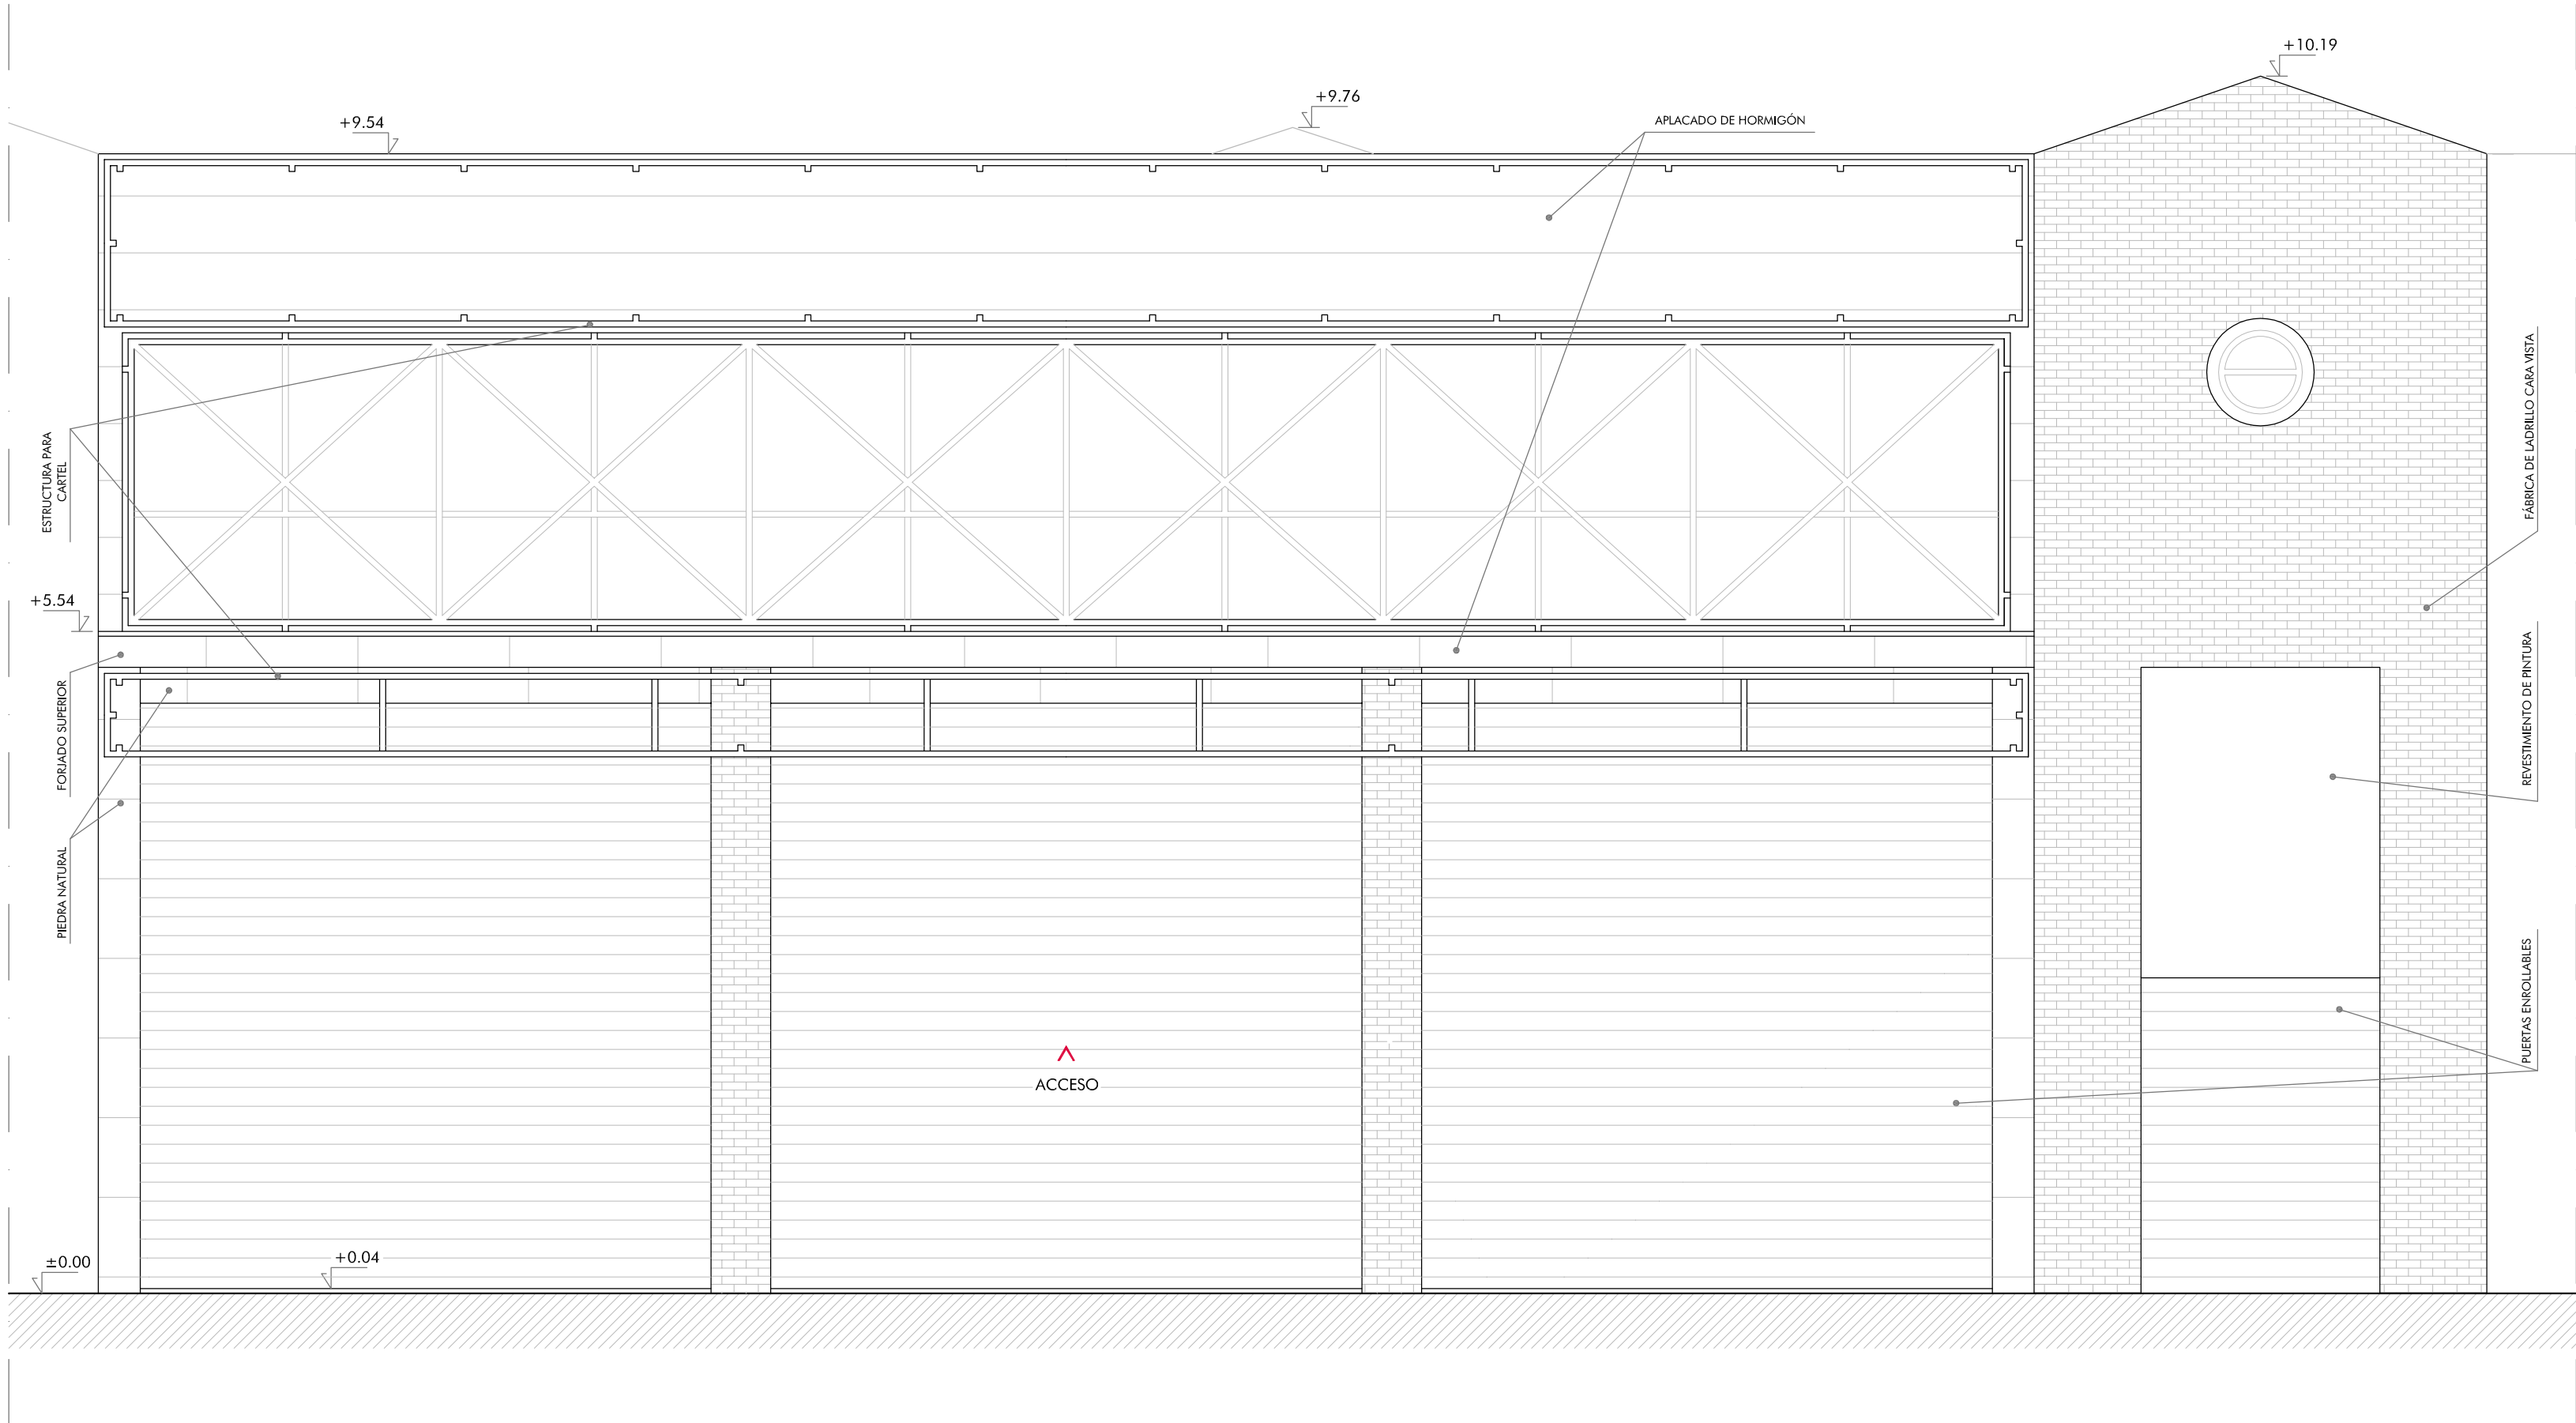 +10.19
+9.76
+9.54
APLACADO DE HORMIGÓN
ESTRUCTURA PARA
CARTEL
FÁBRICA DE LADRILLO CARA VISTA
+5.54
FORJADO SUPERIOR
REVESTIMIENTO DE PINTURA
PIEDRA NATURAL
PUERTAS ENROLLABLES
ACCESO
±0.00
+0.04